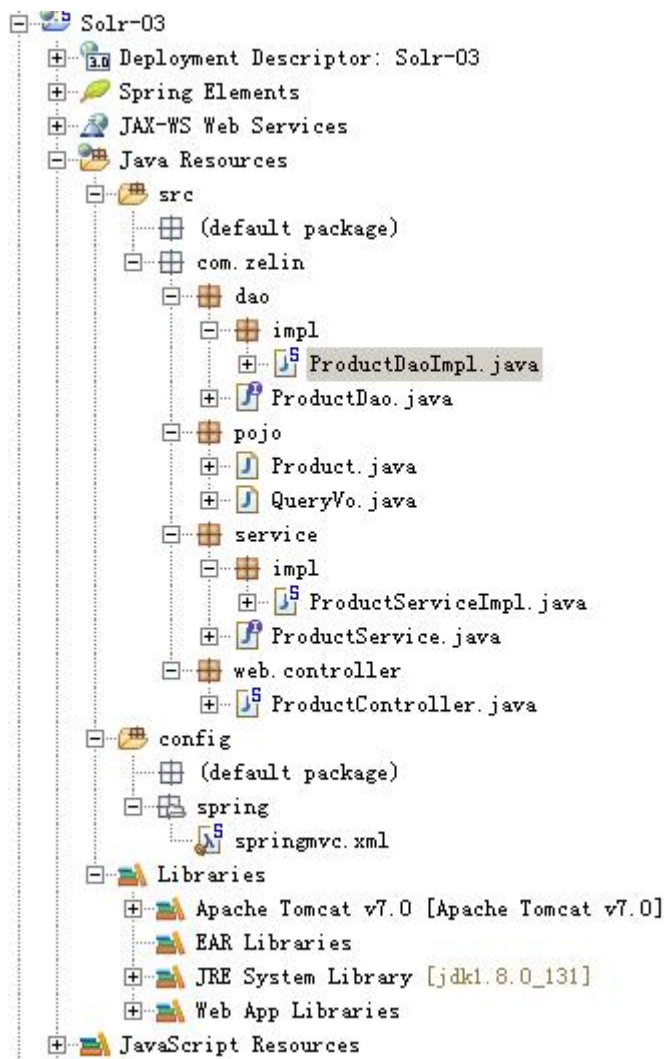 Solr-03
Deployment Descriptor: Solr-03
Spring Elements
JAX-WS Web Services
Java Resources
src
(default package)
com.zelin
dao
impl
ProductDaoImpl.java
ProductDao.java
pojo
Product.java
QueryVo.java
service
impl
ProductServiceImpl.java
ProductService.java
web.controller
ProductController.java
config
(default package)
spring
springmvc.xml
Libraries
Apache Tomcat v7.0 [Apache Tomcat v7.0]
EAR Libraries
JRE System Library [jdk1.8.0_131]
Web App Libraries
JavaScript Resources